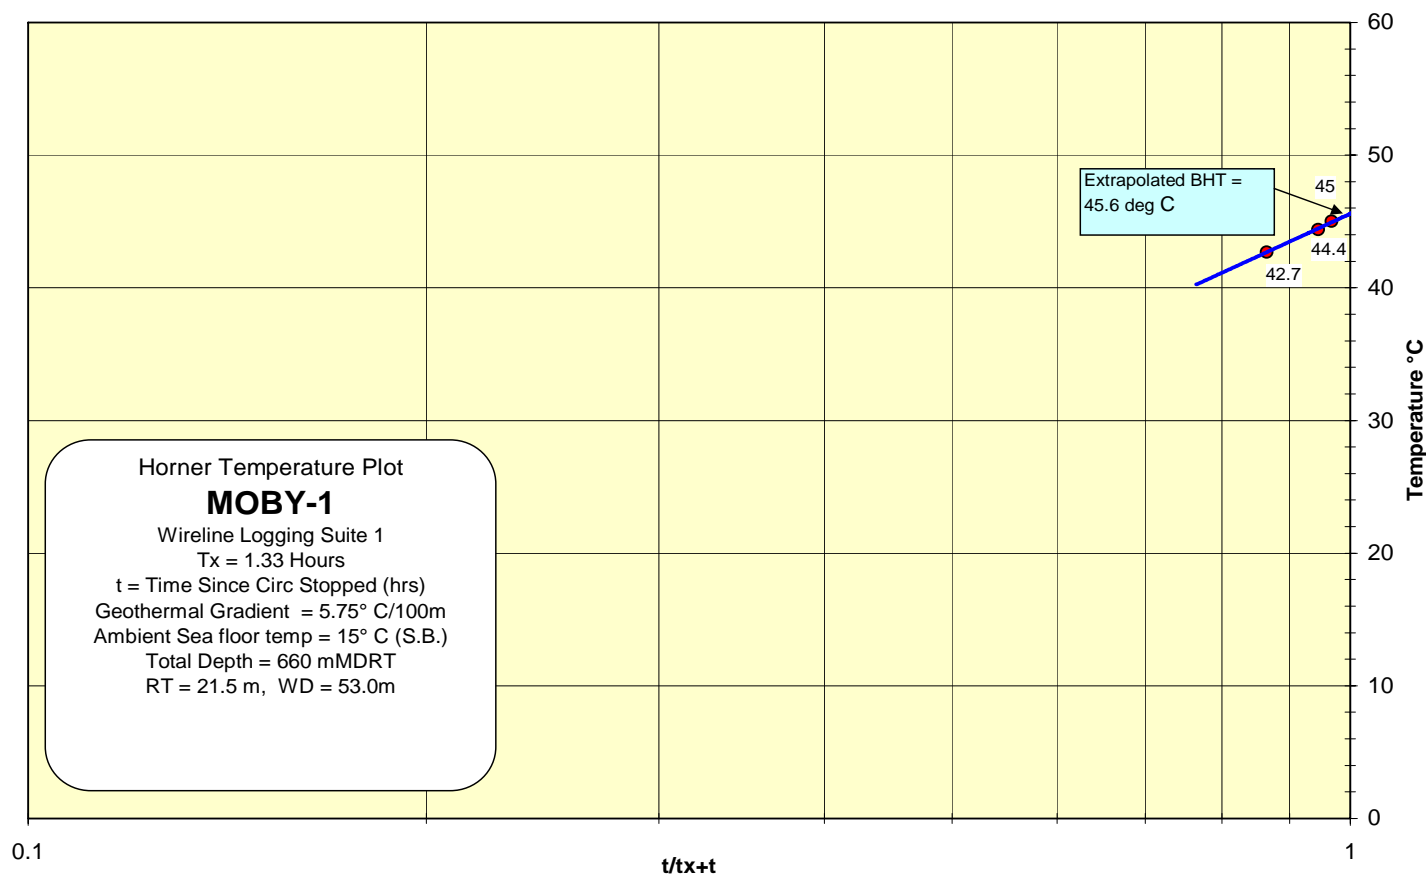 60
50
40
30
20
10
0
Temperature °C
Extrapolated BHT =
45.6 deg C
45
44.4
42.7
Horner Temperature Plot
MOBY-1
Wireline Logging Suite 1
Tx = 1.33 Hours
t = Time Since Circ Stopped (hrs)
Geothermal Gradient = 5.75° C/100m
Ambient Sea floor temp = 15° C (S.B.)
Total Depth = 660 mMDRT
RT = 21.5 m, WD = 53.0m
0.1
1
t/tx+t